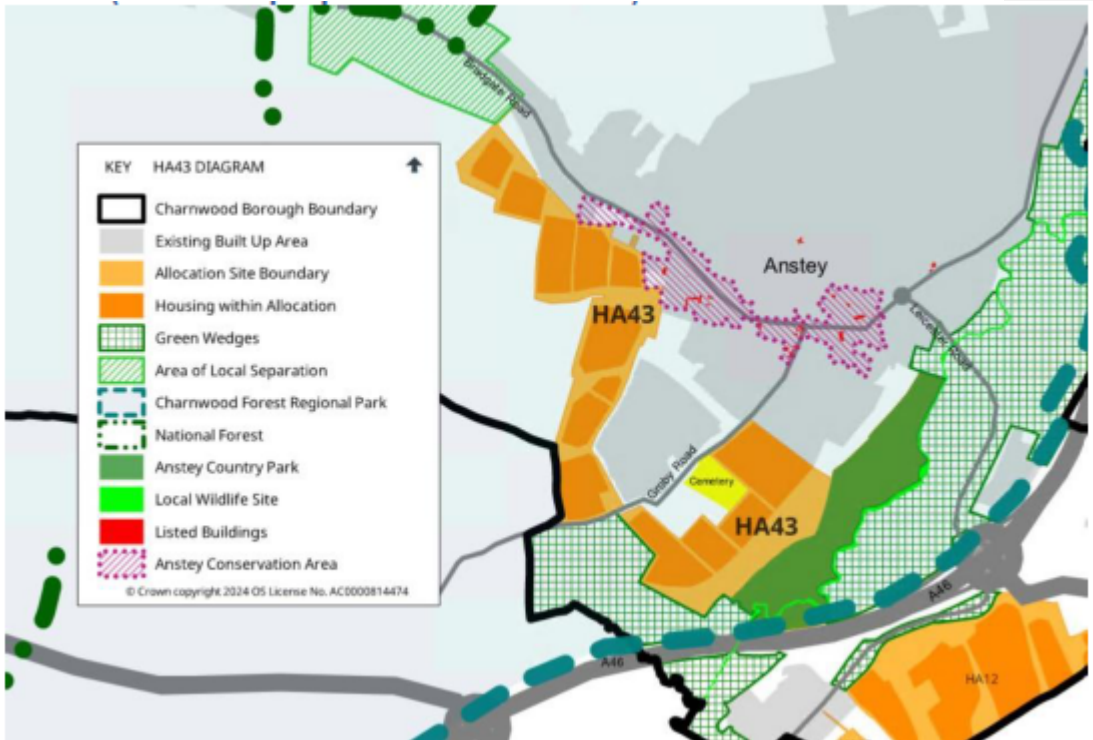 Bradgate Road
KEY HA43 DIAGRAM
Charnwood Borough Boundary
Existing Built Up Area
Allocation Site Boundary
Housing within Allocation
Green Wedges
Area of Local Separation
Charnwood Forest Regional Park
National Forest
Anstey Country Park
Local Wildlife Site
Listed Buildings
Anstey Conservation Area
© Crown copyright 2024 OS License No. AC0000814474
Anstey
HA43
Leicester Road
Groby Road
Cemetery
HA43
A46
A46
HA12